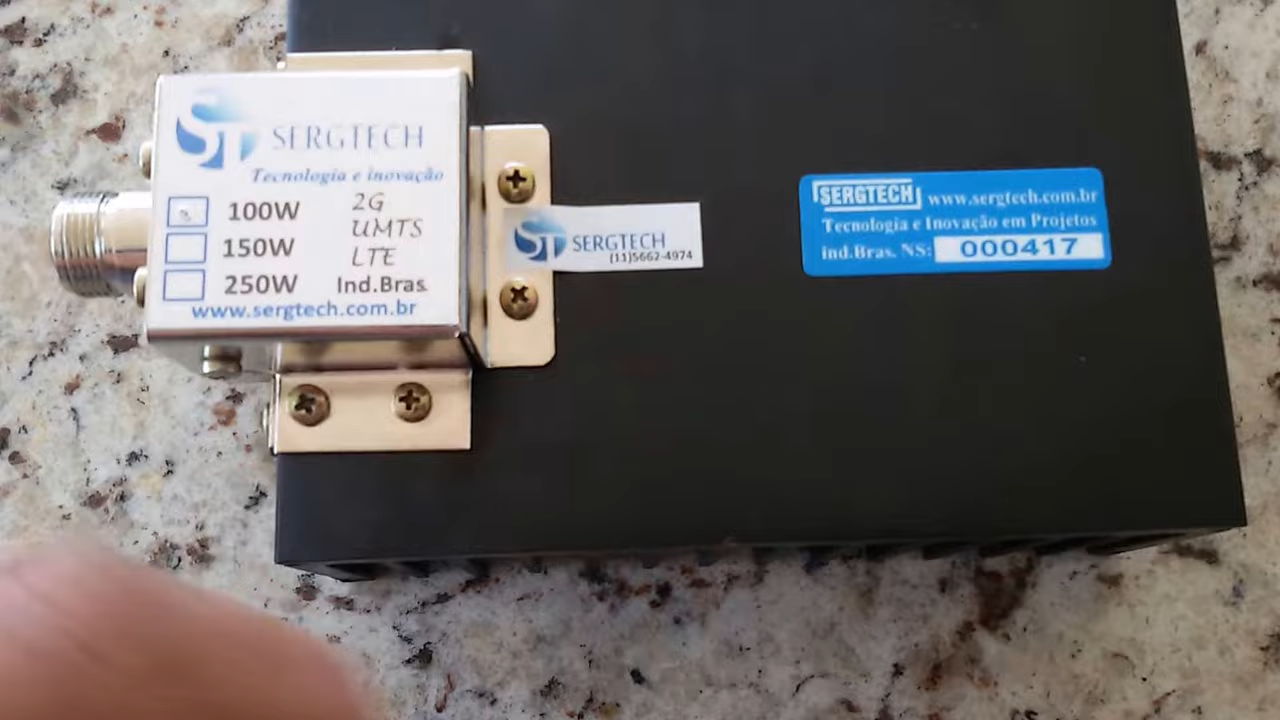 ST SERGTECH
Tecnologia e inovação
100W 2G
150W UMTS
LTE
250W Ind.Bras.
www.sergtech.com.br
ST SERGTECH
(11)5662-4974
SERGTECH www.sergtech.com.br
Tecnologia e Inovação em Projetos
ind.Bras. NS: 000417